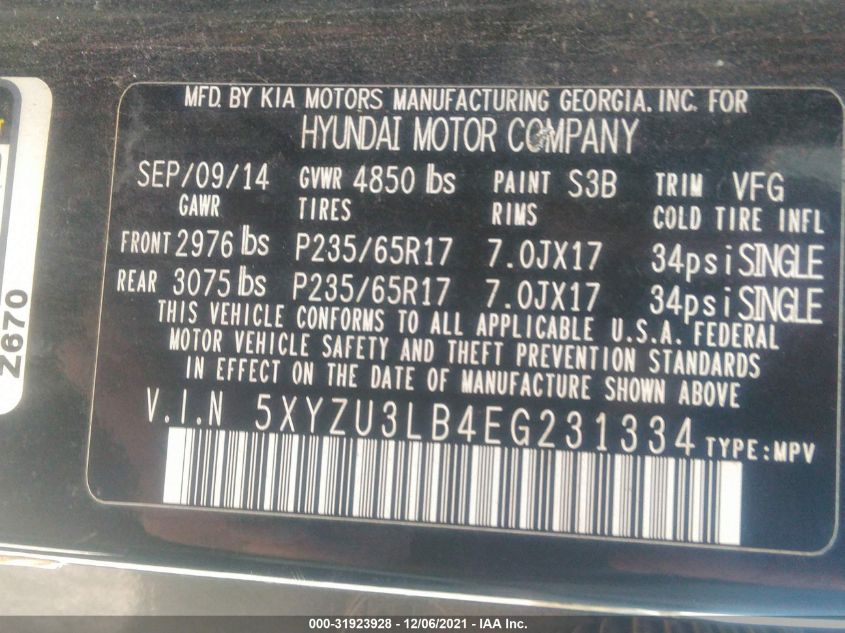 MFD. BY KIA MOTORS MANUFACTURING GEORGIA. INC. FOR
HYUNDAI MOTOR COMPANY
SEP/09/14 GVWR 4850 lbs PAINT S3B TRIM VFG
GAWR TIRES RIMS COLD TIRE INFL
FRONT 2976 lbs P235/65R17 7.0JX17 34psi SINGLE
REAR 3075 lbs P235/65R17 7.0JX17 34psi SINGLE
THIS VEHICLE CONFORMS TO ALL APPLICABLE U.S.A. FEDERAL
MOTOR VEHICLE SAFETY AND THEFT PREVENTION STANDARDS
IN EFFECT ON THE DATE OF MANUFACTURE SHOWN ABOVE
V.I.N 5XYZU3LB4EG231334 TYPE:MPV
Z670
000-31923928 - 12/06/2021 - IAA Inc.